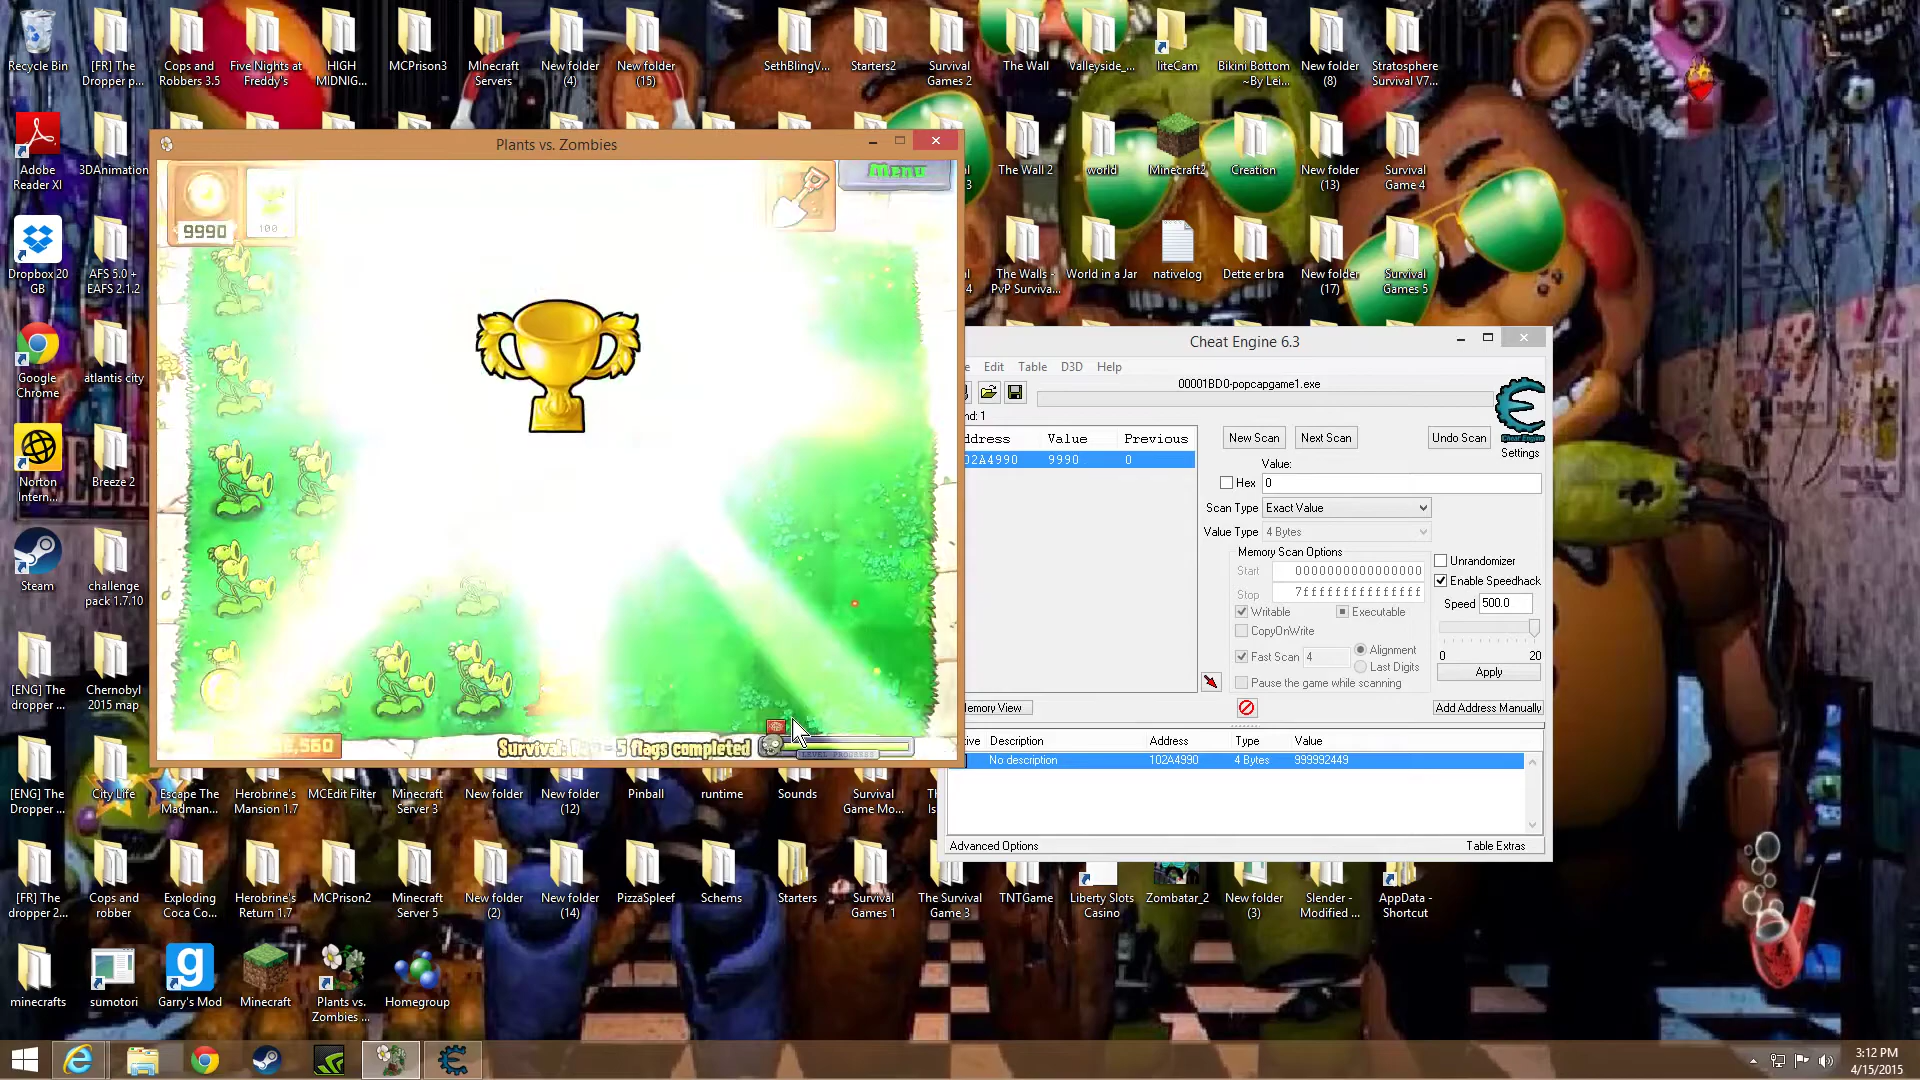 Recycle Bin
[FR] The
Dropper p...
Cops and
Robbers 3.5
Five Nights at
Freddy's
HIGH
MIDNIG...
MCPrison3
MInecraft
Servers
New folder
(4)
New folder
(15)
SethBlingV...
Starters2
Survival
Games 2
The Wall
Valleyside_...
liteCam
Bikini Bottom
~By Lei...
New folder
(8)
Stratosphere
Survival V7...
Adobe
Reader XI
3DAnimation
The Wall 2
world
Minecraft2
Creation
New folder
(13)
Survival
Game 4
Dropbox 20
GB
AFS 5.0 +
EAFS 2.1.2
The Walls -
PvP Surviva...
World in a Jar
nativelog
Dette er bra
New folder
(17)
Survival
Games 5
Google
Chrome
atlantis city
Norton
Intern...
Breeze 2
Steam
challenge
pack 1.7.10
[ENG] The
dropper ...
Chernobyl
2015 map
Plants vs. Zombies
9990
100
Menu
Survival:
- 5 flags completed
LEVEL PROGRESS
Cheat Engine 6.3
Edit Table D3D Help
00001BD0-popcapgame1.exe
Value Previous
02A4990 9990 0
New Scan Next Scan Undo Scan
Settings
Value:
Hex 0
Scan Type Exact Value
Value Type 4 Bytes
Memory Scan Options
Start 0000000000000000
Stop 7fffffffffffffff
Writable Executable
CopyOnWrite
Fast Scan 4
Alignment
Last Digits
Pause the game while scanning
Unrandomizer
Enable Speedhack
Speed 500.0
0 20
Apply
Memory View
Add Address Manually
Description Address Type Value
No description 102A4990 4 Bytes 999992449
Advanced Options Table Extras
[ENG] The
Dropper ...
City Life
Escape The
Madman...
Herobrine's
Mansion 1.7
MCEdit Filter
Minecraft
Server 3
New folder
New folder
(12)
Pinball
runtime
Sounds
Survival
Game Mo...
[FR] The
dropper 2...
Cops and
robber
Exploding
Coca Co...
Herobrine's
Return 1.7
MCPrison2
Minecraft
Server 5
New folder
(2)
New folder
(14)
PizzaSpleef
Schems
Starters
Survival
Games 1
The Survival
Game 3
TNTGame
Liberty Slots
Casino
Zombatar_2
New folder
(3)
Slender -
Modified ...
AppData -
Shortcut
minecrafts
sumotori
Garry's Mod
Minecraft
Plants vs.
Zombies ...
Homegroup
3:12 PM
4/15/2015